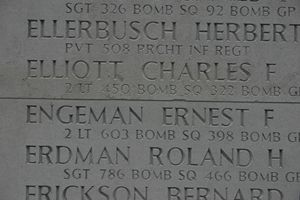 SGT 326 BOMB SQ 92 BOMB GP
ELLERBUSCH HERBERT
PVT 508 PRCHT INF REGT
ELLIOTT CHARLES F
2 LT 450 BOMB SQ 322 BOMB GP
ENGEMAN ERNEST F
2 LT 603 BOMB SQ 398 BOMB G
ERDMAN ROLAND H
SGT 786 BOMB SQ 466 BOMB G
ERICKSON BERNARD